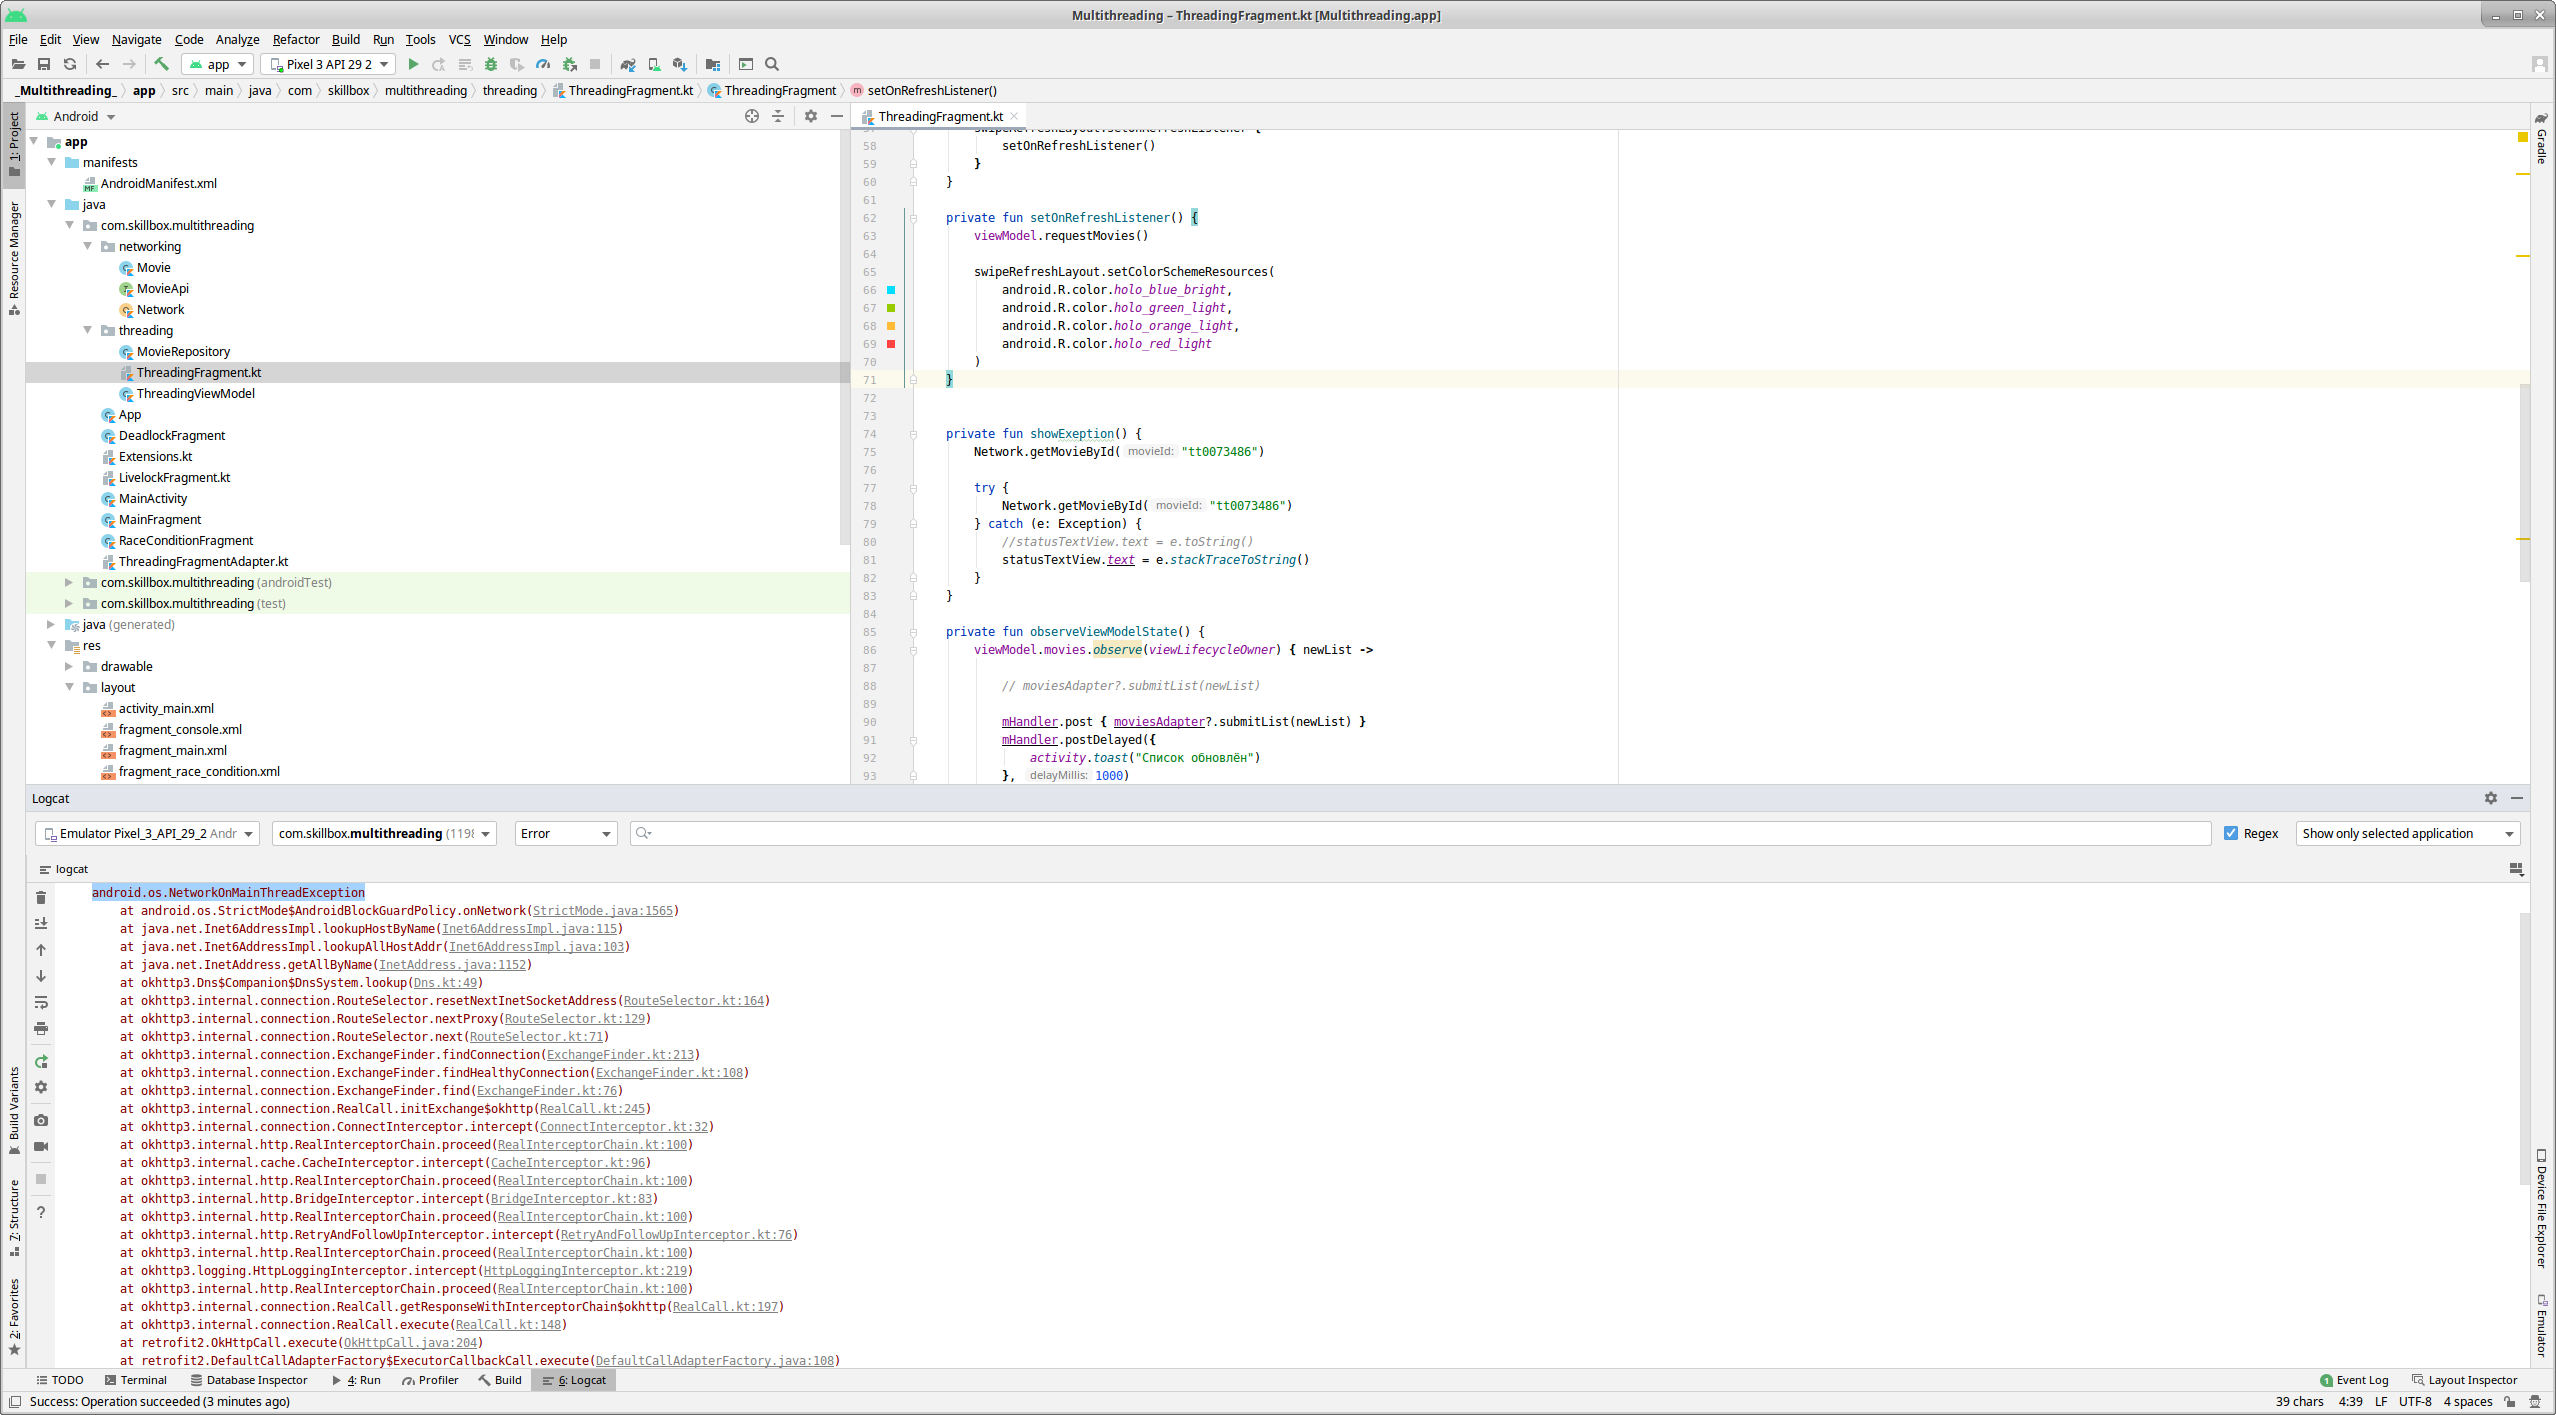 Multithreading – ThreadingFragment.kt [Multithreading.app]
File Edit View Navigate Code Analyze Refactor Build Run Tools VCS Window Help
app Pixel 3 API 29 2
_Multithreading_ app src main java com skillbox multithreading threading ThreadingFragment.kt ThreadingFragment setOnRefreshListener()
Android
ThreadingFragment.kt
1: Project
Resource Manager
Build Variants
7: Structure
2: Favorites
app
manifests
AndroidManifest.xml
java
com.skillbox.multithreading
networking
Movie
MovieApi
Network
threading
MovieRepository
ThreadingFragment.kt
ThreadingViewModel
App
DeadlockFragment
Extensions.kt
LivelockFragment.kt
MainActivity
MainFragment
RaceConditionFragment
ThreadingFragmentAdapter.kt
com.skillbox.multithreading (androidTest)
com.skillbox.multithreading (test)
java (generated)
res
drawable
layout
activity_main.xml
fragment_console.xml
fragment_main.xml
fragment_race_condition.xml
57 swipeRefreshLayout.setOnRefreshListener {
58 setOnRefreshListener()
59 }
60 }
61
62 private fun setOnRefreshListener() {
63 viewModel.requestMovies()
64
65 swipeRefreshLayout.setColorSchemeResources(
66 android.R.color.holo_blue_bright,
67 android.R.color.holo_green_light,
68 android.R.color.holo_orange_light,
69 android.R.color.holo_red_light
70 )
71 }
72
73
74 private fun showExeption() {
75 Network.getMovieById( movieId: "tt0073486")
76
77 try {
78 Network.getMovieById( movieId: "tt0073486")
79 } catch (e: Exception) {
80 //statusTextView.text = e.toString()
81 statusTextView.text = e.stackTraceToString()
82 }
83 }
84
85 private fun observeViewModelState() {
86 viewModel.movies.observe(viewLifecycleOwner) { newList ->
87
88 // moviesAdapter?.submitList(newList)
89
90 mHandler.post { moviesAdapter?.submitList(newList) }
91 mHandler.postDelayed({
92 activity.toast("Список обновлён")
93 }, delayMillis: 1000)
Gradle
Device File Explorer
Emulator
Logcat
Emulator Pixel_3_API_29_2 Andr com.skillbox.multithreading (1198 Error Regex Show only selected application
logcat
android.os.NetworkOnMainThreadException
at android.os.StrictMode$AndroidBlockGuardPolicy.onNetwork(StrictMode.java:1565)
at java.net.Inet6AddressImpl.lookupHostByName(Inet6AddressImpl.java:115)
at java.net.Inet6AddressImpl.lookupAllHostAddr(Inet6AddressImpl.java:103)
at java.net.InetAddress.getAllByName(InetAddress.java:1152)
at okhttp3.Dns$Companion$DnsSystem.lookup(Dns.kt:49)
at okhttp3.internal.connection.RouteSelector.resetNextInetSocketAddress(RouteSelector.kt:164)
at okhttp3.internal.connection.RouteSelector.nextProxy(RouteSelector.kt:129)
at okhttp3.internal.connection.RouteSelector.next(RouteSelector.kt:71)
at okhttp3.internal.connection.ExchangeFinder.findConnection(ExchangeFinder.kt:213)
at okhttp3.internal.connection.ExchangeFinder.findHealthyConnection(ExchangeFinder.kt:108)
at okhttp3.internal.connection.ExchangeFinder.find(ExchangeFinder.kt:76)
at okhttp3.internal.connection.RealCall.initExchange$okhttp(RealCall.kt:245)
at okhttp3.internal.connection.ConnectInterceptor.intercept(ConnectInterceptor.kt:32)
at okhttp3.internal.http.RealInterceptorChain.proceed(RealInterceptorChain.kt:100)
at okhttp3.internal.cache.CacheInterceptor.intercept(CacheInterceptor.kt:96)
at okhttp3.internal.http.RealInterceptorChain.proceed(RealInterceptorChain.kt:100)
at okhttp3.internal.http.BridgeInterceptor.intercept(BridgeInterceptor.kt:83)
at okhttp3.internal.http.RealInterceptorChain.proceed(RealInterceptorChain.kt:100)
at okhttp3.internal.http.RetryAndFollowUpInterceptor.intercept(RetryAndFollowUpInterceptor.kt:76)
at okhttp3.internal.http.RealInterceptorChain.proceed(RealInterceptorChain.kt:100)
at okhttp3.logging.HttpLoggingInterceptor.intercept(HttpLoggingInterceptor.kt:219)
at okhttp3.internal.http.RealInterceptorChain.proceed(RealInterceptorChain.kt:100)
at okhttp3.internal.connection.RealCall.getResponseWithInterceptorChain$okhttp(RealCall.kt:197)
at okhttp3.internal.connection.RealCall.execute(RealCall.kt:148)
at retrofit2.OkHttpCall.execute(OkHttpCall.java:204)
at retrofit2.DefaultCallAdapterFactory$ExecutorCallbackCall.execute(DefaultCallAdapterFactory.java:108)
TODO Terminal Database Inspector 4: Run Profiler Build 6: Logcat 1 Event Log Layout Inspector
Success: Operation succeeded (3 minutes ago) 39 chars 4:39 LF UTF-8 4 spaces